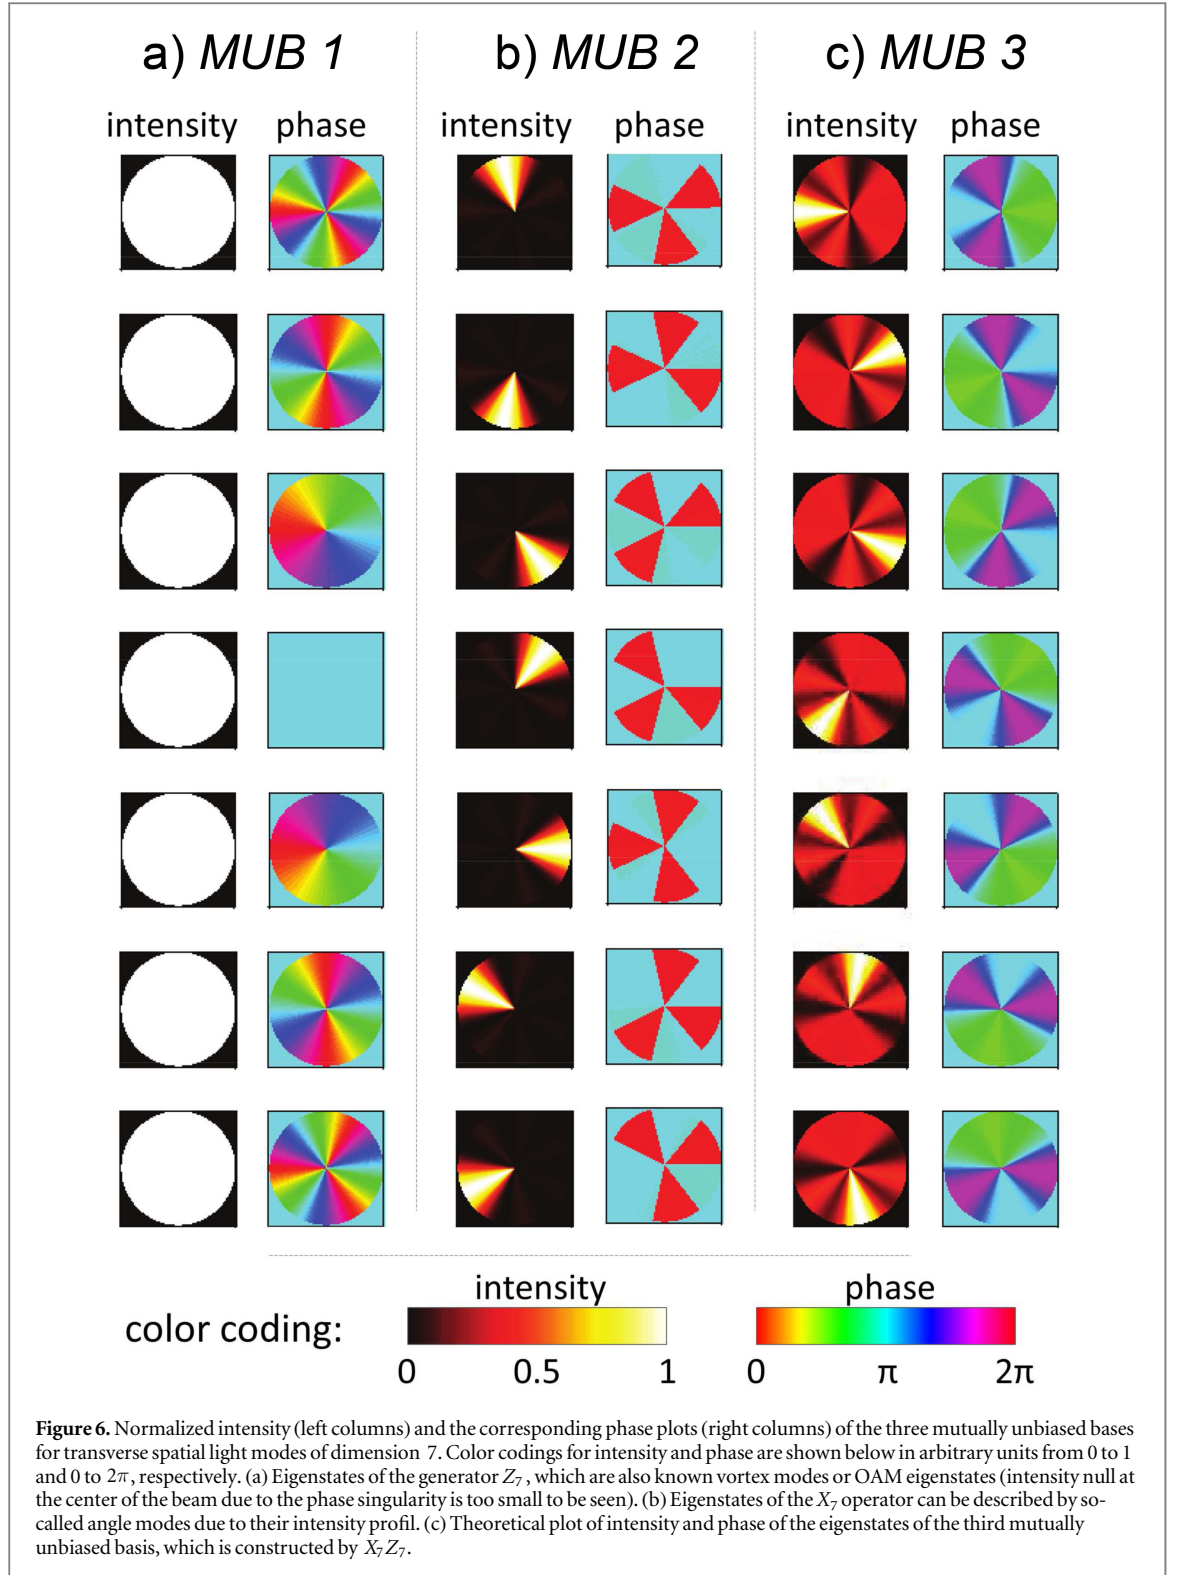 a) MUB 1
b) MUB 2
c) MUB 3
intensity phase
intensity phase
intensity phase
intensity
phase
color coding:
0 0.5 1
0 π 2π
Figure 6. Normalized intensity (left columns) and the corresponding phase plots (right columns) of the three mutually unbiased bases
for transverse spatial light modes of dimension 7. Color codings for intensity and phase are shown below in arbitrary units from 0 to 1
and 0 to 2π, respectively. (a) Eigenstates of the generator Z₇, which are also known vortex modes or OAM eigenstates (intensity null at
the center of the beam due to the phase singularity is too small to be seen). (b) Eigenstates of the X₇ operator can be described by so-
called angle modes due to their intensity profil. (c) Theoretical plot of intensity and phase of the eigenstates of the third mutually
unbiased basis, which is constructed by X₇Z₇.